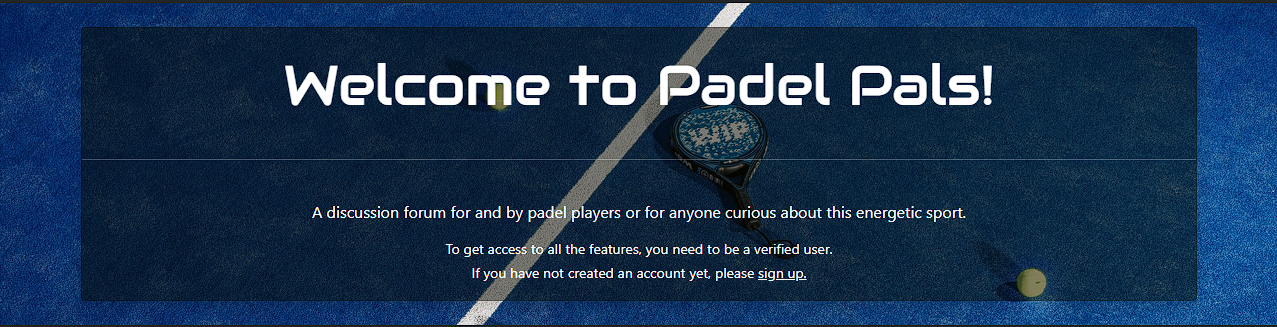 Welcome to Padel Pals!
A discussion forum for and by padel players or for anyone curious about this energetic sport.
To get access to all the features, you need to be a verified user.
If you have not created an account yet, please sign up.